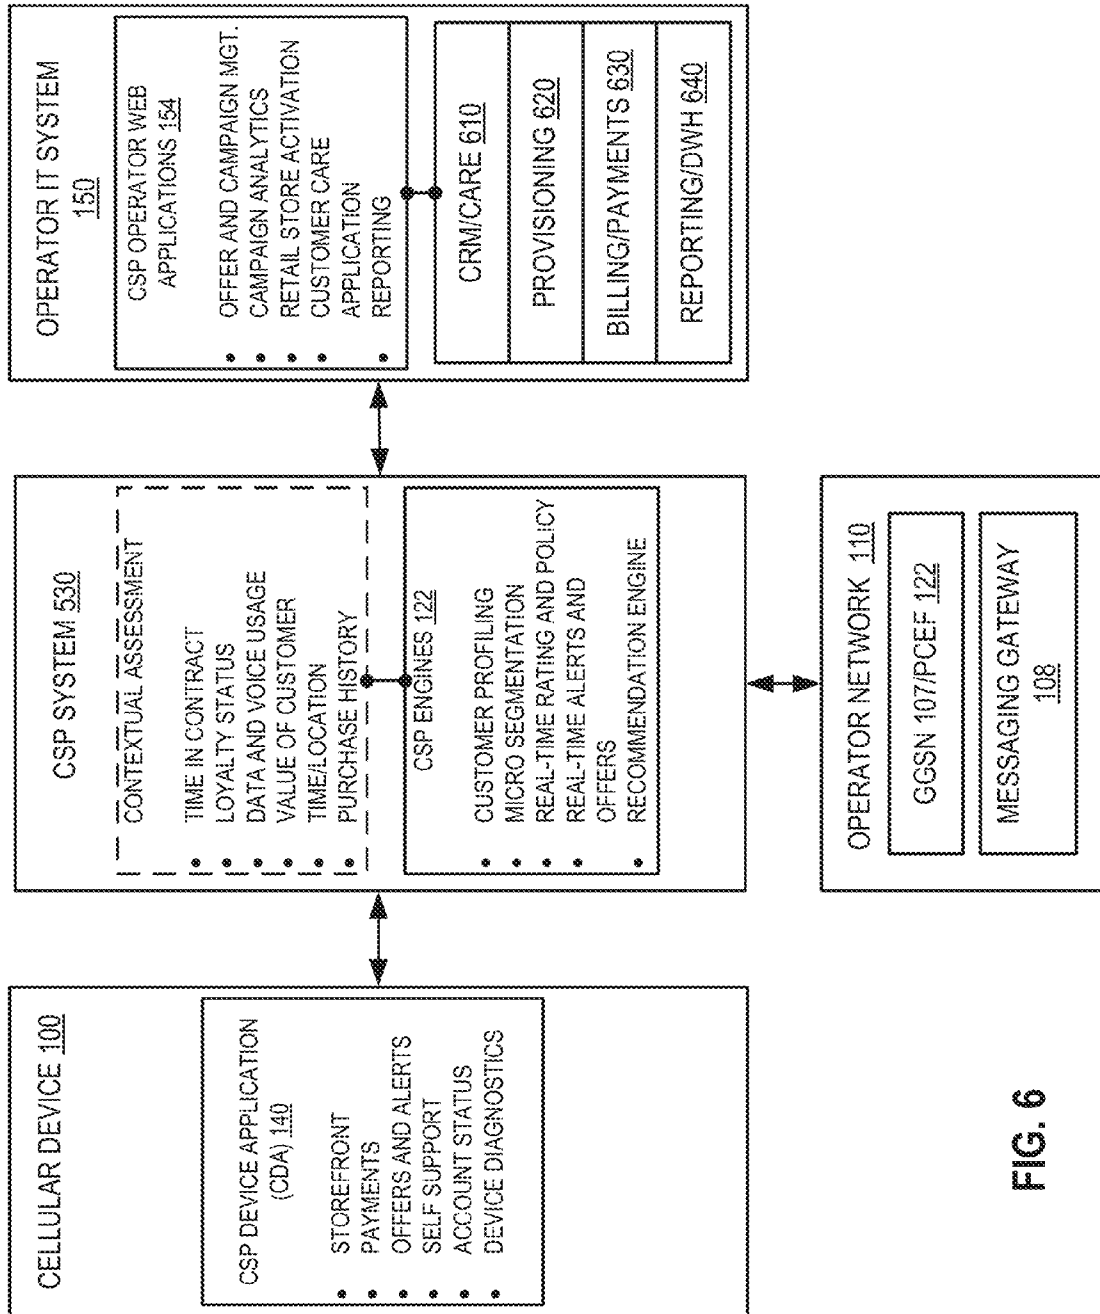 CELLULAR DEVICE 100
CSP DEVICE APPLICATION
(CDA) 140
• STOREFRONT
• PAYMENTS
• OFFERS AND ALERTS
• SELF SUPPORT
• ACCOUNT STATUS
• DEVICE DIAGNOSTICS
CSP SYSTEM 530
CONTEXTUAL ASSESSMENT
• TIME IN CONTRACT
• LOYALTY STATUS
• DATA AND VOICE USAGE
• VALUE OF CUSTOMER
• TIME/LOCATION
• PURCHASE HISTORY
CSP ENGINES 122
• CUSTOMER PROFILING
• MICRO SEGMENTATION
• REAL-TIME RATING AND POLICY
• REAL-TIME ALERTS AND
OFFERS
• RECOMMENDATION ENGINE
OPERATOR IT SYSTEM
150
CSP OPERATOR WEB
APPLICATIONS 154
• OFFER AND CAMPAIGN MGT.
• CAMPAIGN ANALYTICS
• RETAIL STORE ACTIVATION
• CUSTOMER CARE
APPLICATION
• REPORTING
CRM/CARE 610
PROVISIONING 620
BILLING/PAYMENTS 630
REPORTING/DWH 640
OPERATOR NETWORK 110
GGSN 107/PCEF 122
MESSAGING GATEWAY
108
FIG. 6